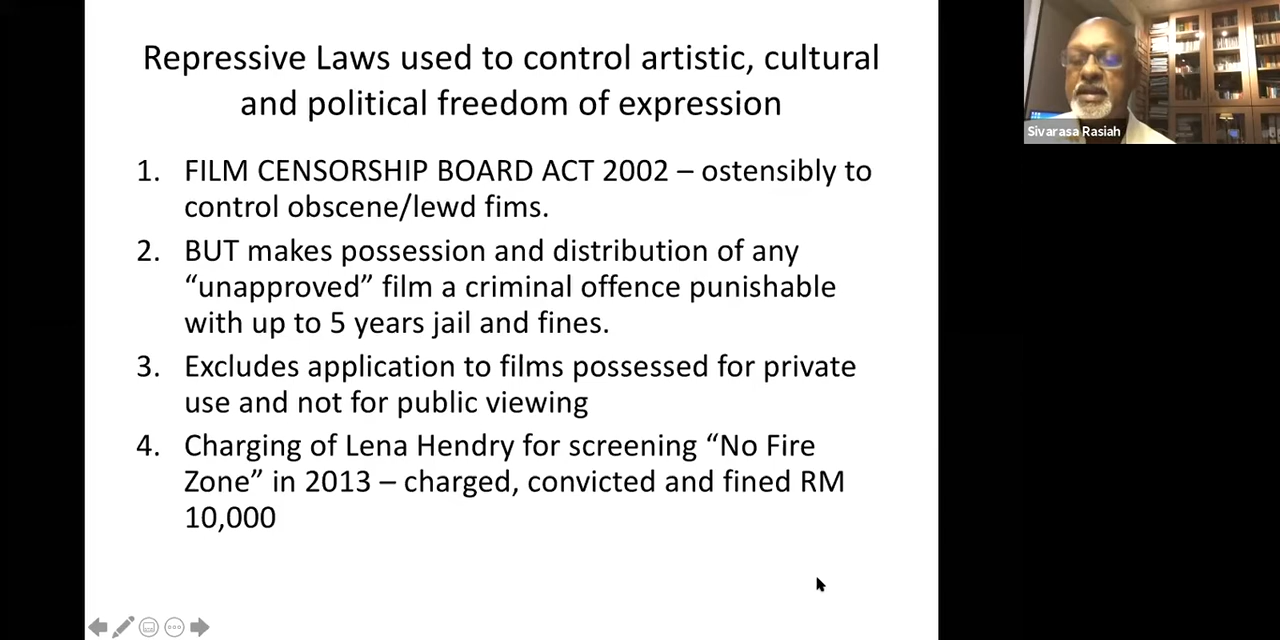 Repressive Laws used to control artistic, cultural
and political freedom of expression
1. FILM CENSORSHIP BOARD ACT 2002 – ostensibly to
control obscene/lewd fims.
2. BUT makes possession and distribution of any
“unapproved” film a criminal offence punishable
with up to 5 years jail and fines.
3. Excludes application to films possessed for private
use and not for public viewing
4. Charging of Lena Hendry for screening “No Fire
Zone” in 2013 – charged, convicted and fined RM
10,000
Sivarasa Rasiah